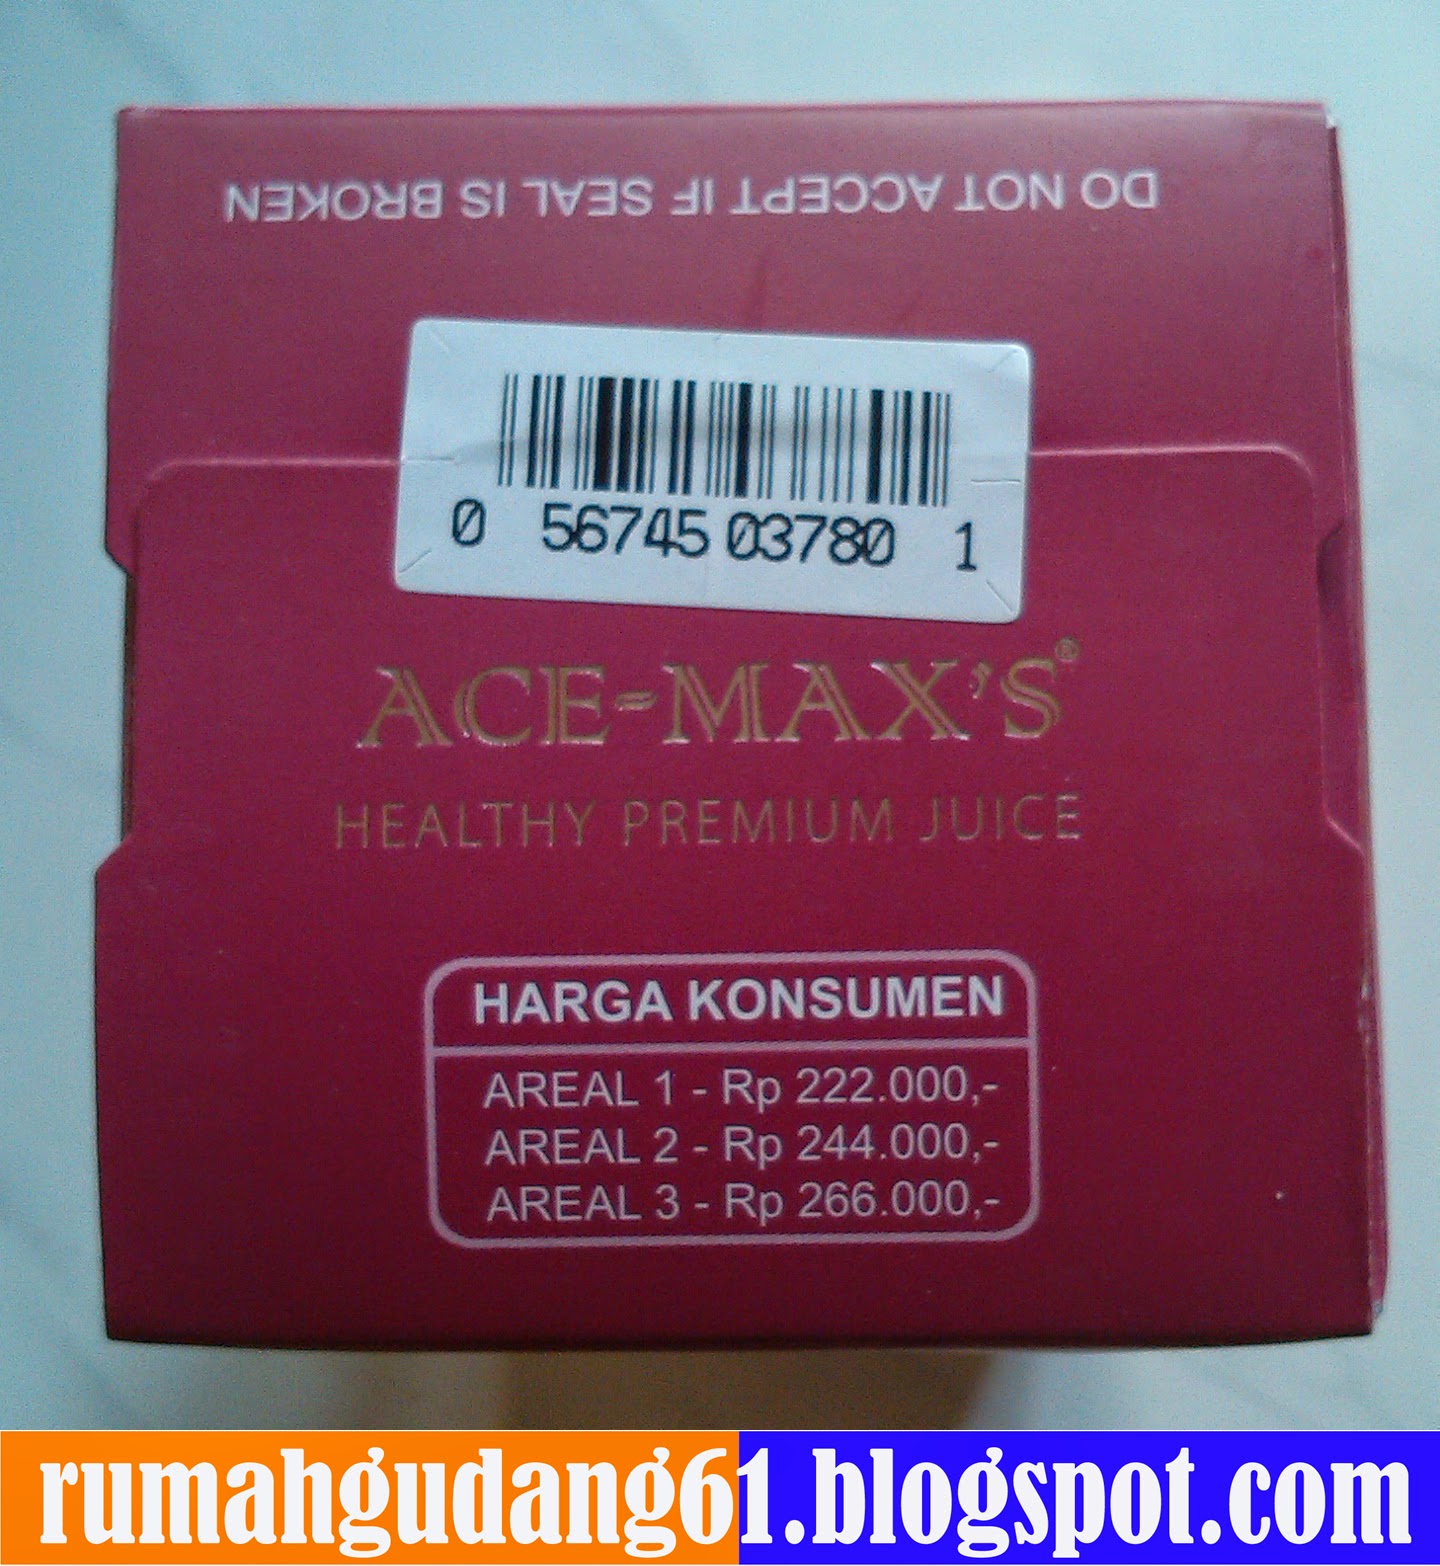 DO NOT ACCEPT IF SEAL IS BROKEN
0 56745 03780 1
ACE-MAX'S®
HEALTHY PREMIUM JUICE
HARGA KONSUMEN
AREAL 1 - Rp 222.000,-
AREAL 2 - Rp 244.000,-
AREAL 3 - Rp 266.000,-
rumahgudang61.blogspot.com